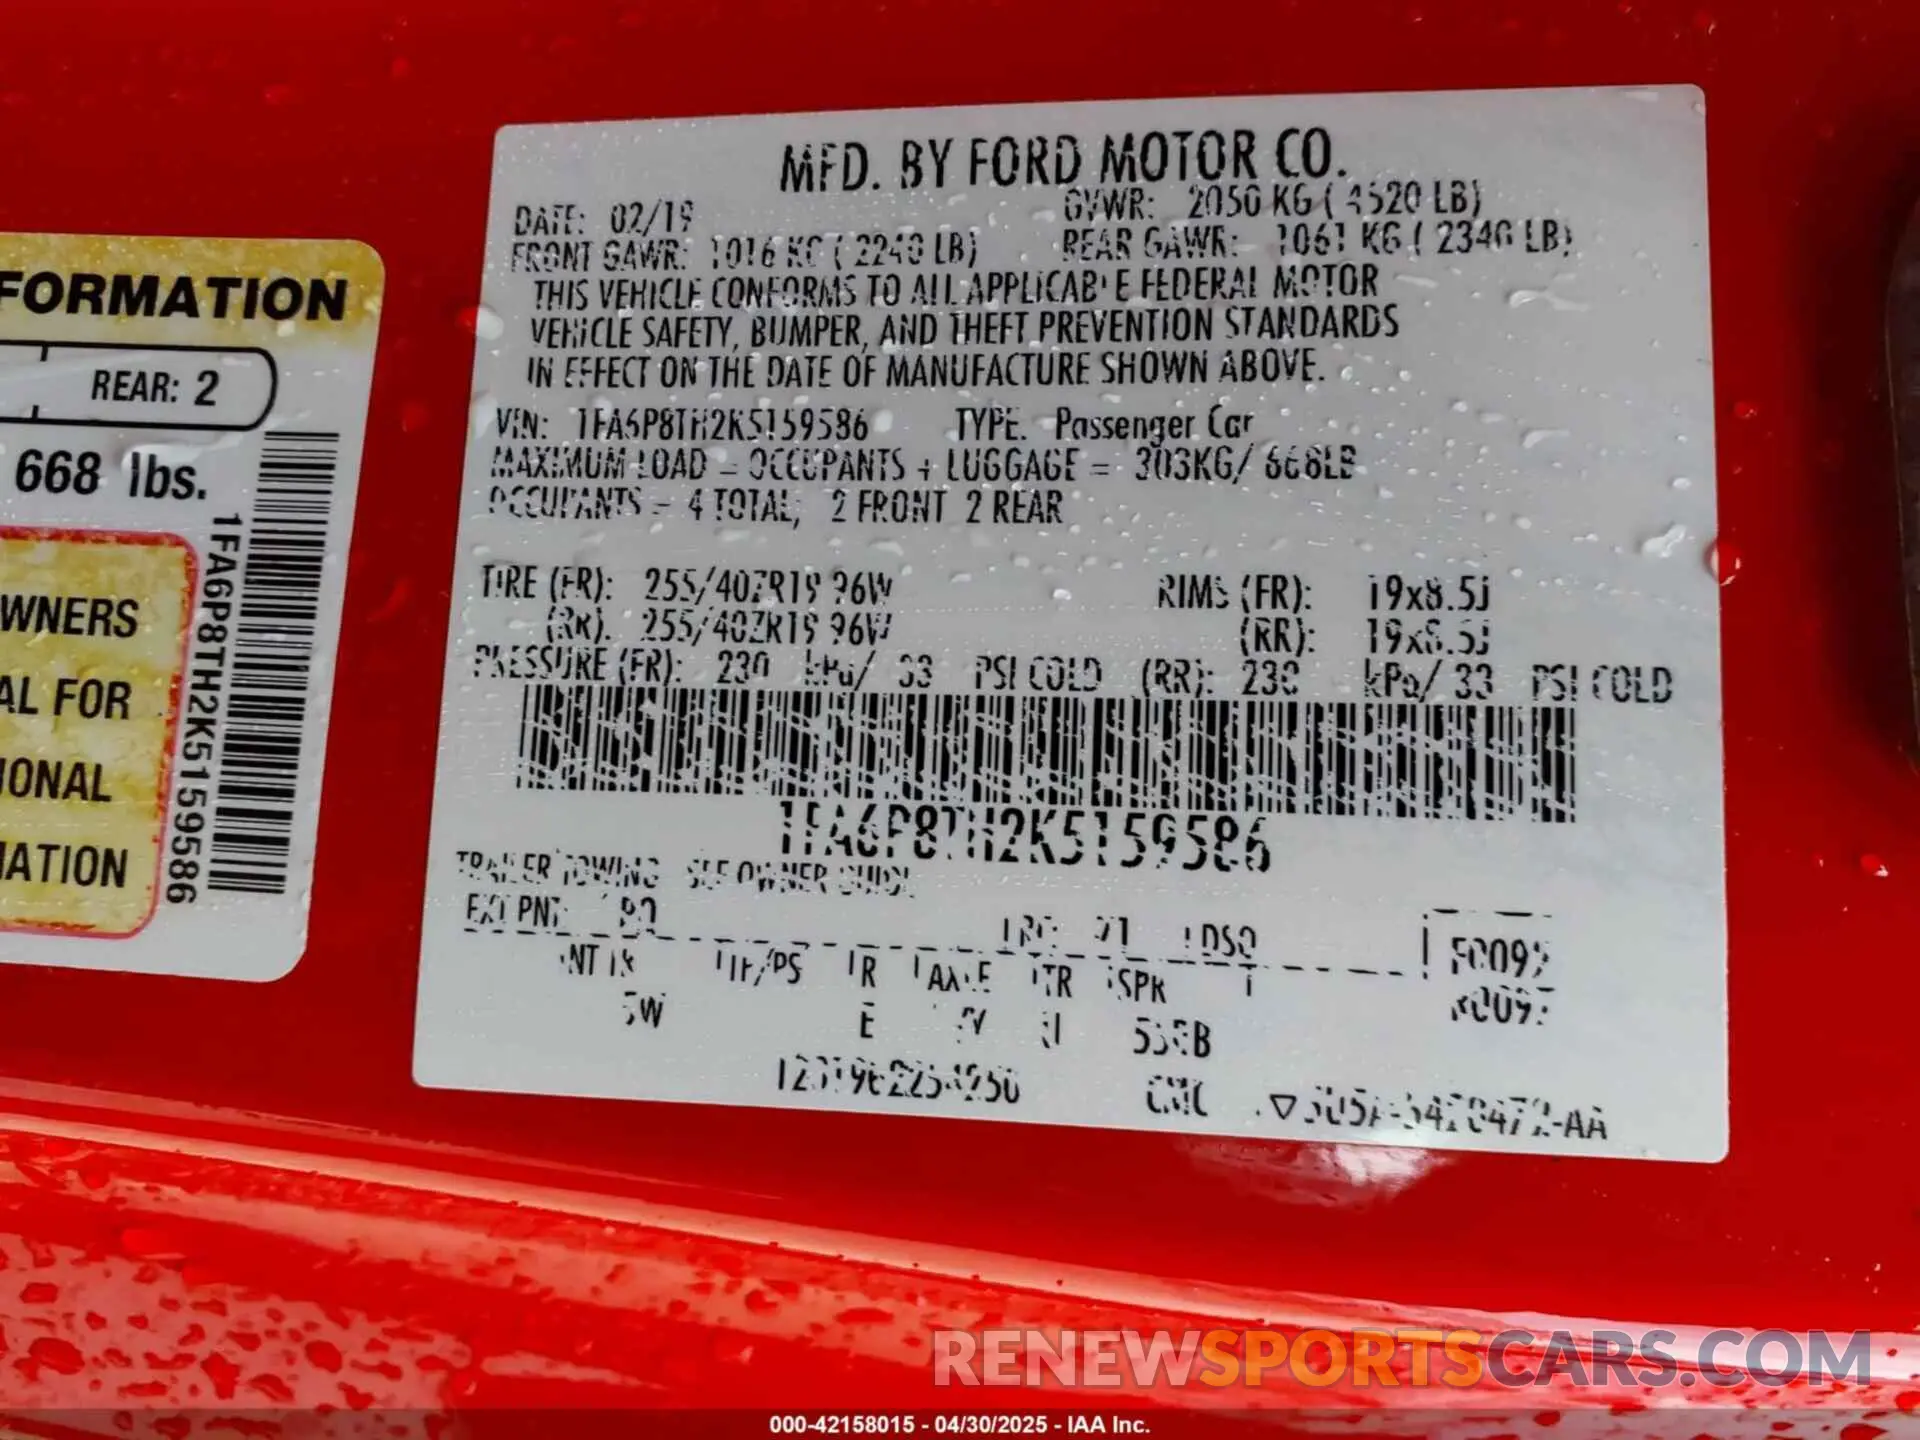 FORMATION
REAR: 2
668 lbs.
WNERS
AL FOR
IONAL
MATION
1FA6P8TH2K5159586
MFD. BY FORD MOTOR CO.
DATE: 02/19 GVWR: 2050 KG ( 4520 LB)
FRONT GAWR: 1016 KG ( 2240 LB) REAR GAWR: 1061 KG ( 2340 LB)
THIS VEHICLE CONFORMS TO ALL APPLICABLE FEDERAL MOTOR
VEHICLE SAFETY, BUMPER, AND THEFT PREVENTION STANDARDS
IN EFFECT ON THE DATE OF MANUFACTURE SHOWN ABOVE.
VIN: 1FA6P8TH2K5159586 TYPE: Passenger Car
MAXIMUM LOAD = OCCUPANTS + LUGGAGE = 303KG/ 668LB
OCCUPANTS = 4 TOTAL, 2 FRONT 2 REAR
TIRE (FR): 255/40ZR19 96W RIMS (FR): 19x8.5J
(RR): 255/40ZR19 96W (RR): 19x8.5J
PRESSURE (FR): 230 kPa/ 33 PSI COLD (RR): 230 kPa/ 33 PSI COLD
1FA6P8TH2K5159586
TRAILER TOWING SEE OWNER GUIDE
EXT PNT:
DSO
INT TR TP/PS R AXLE TR SPR
5W E
RENEWSPORTSCARS.COM
000-42158015 - 04/30/2025 - IAA Inc.